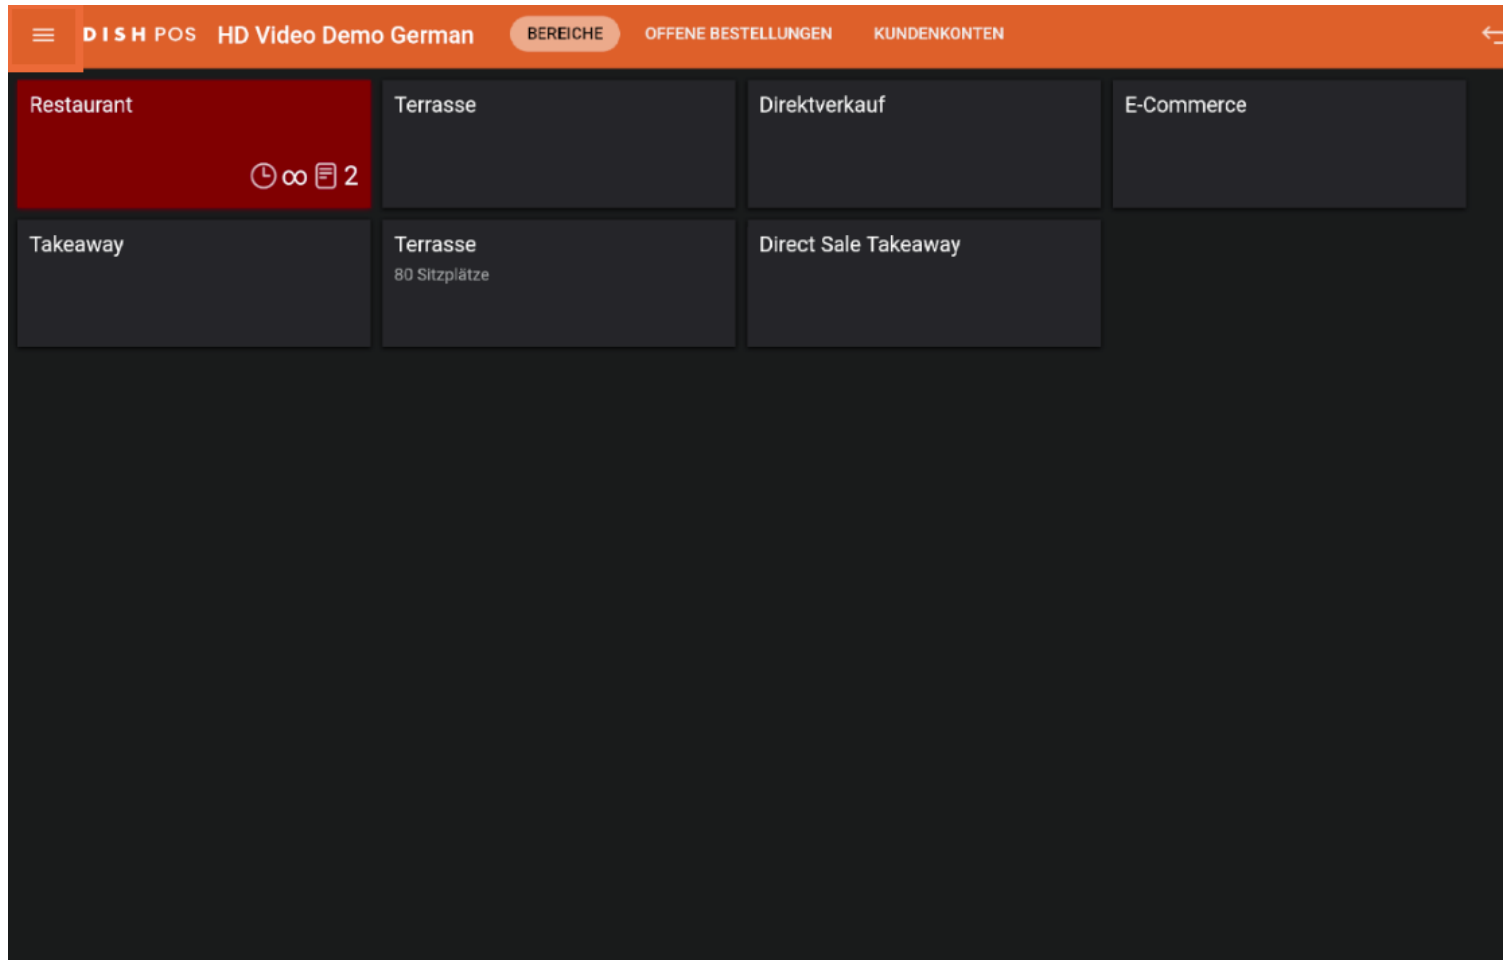 DISH POS HD Video Demo German BEREICHE OFFENE BESTELLUNGEN KUNDENKONTEN
Restaurant
∞ 2
Terrasse
Direktverkauf
E-Commerce
Takeaway
Terrasse
80 Sitzplätze
Direct Sale Takeaway